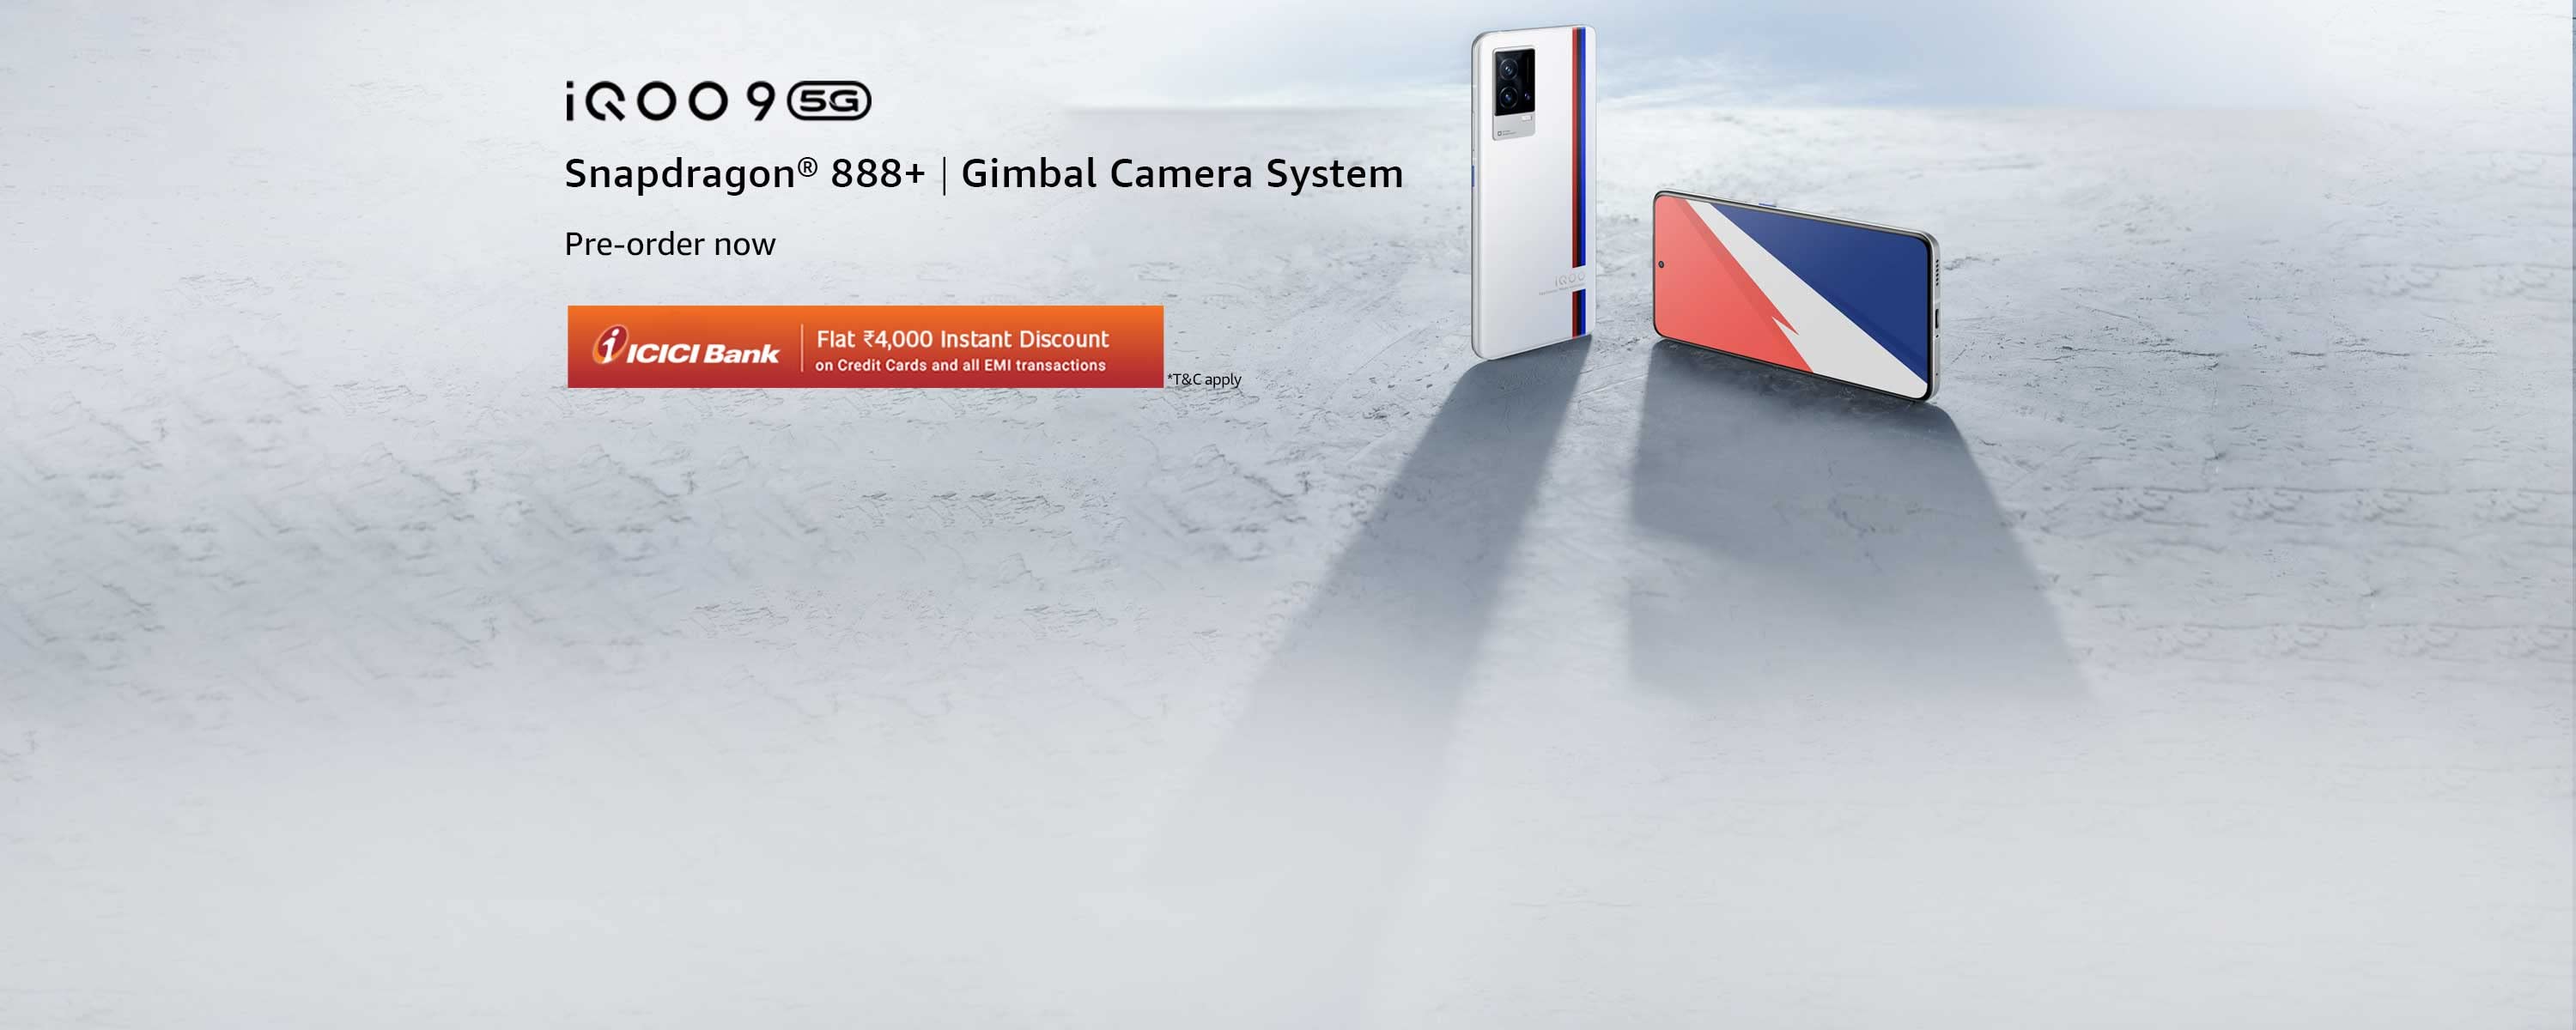 iQOO 9 5G
Snapdragon® 888+ | Gimbal Camera System
Pre-order now
i ICICI Bank
Flat ₹4,000 Instant Discount
on Credit Cards and all EMI transactions
*T&C apply
iQOO